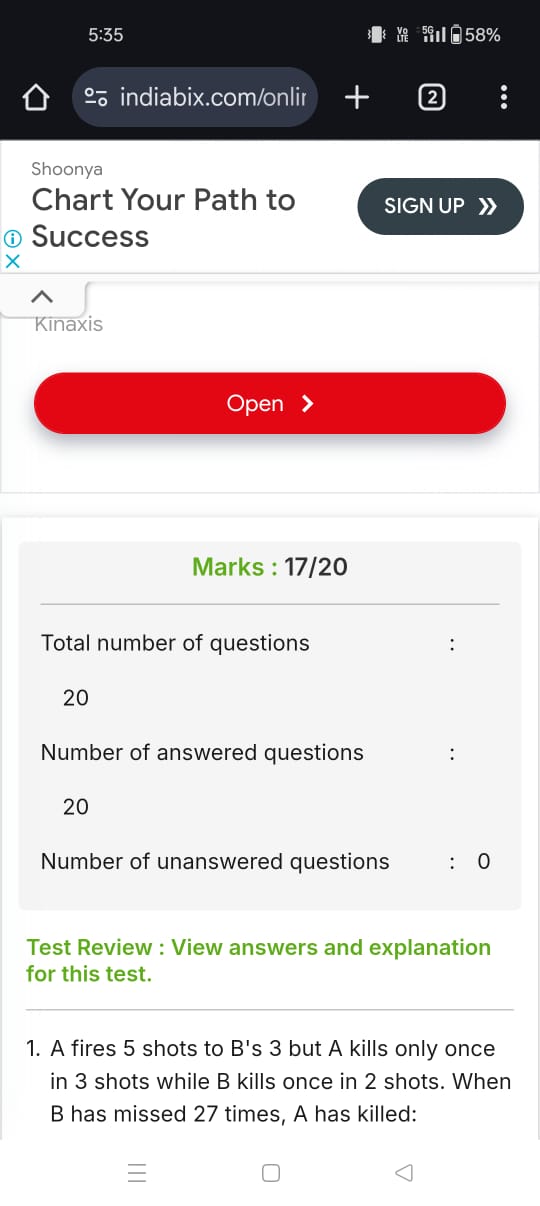 5:35 Vo LTE 5G 58%
indiabix.com/onlir + 2
Shoonya
Chart Your Path to
Success
SIGN UP
Kinaxis
Open
Marks : 17/20
Total number of questions :
20
Number of answered questions :
20
Number of unanswered questions : 0
Test Review : View answers and explanation
for this test.
1. A fires 5 shots to B's 3 but A kills only once
in 3 shots while B kills once in 2 shots. When
B has missed 27 times, A has killed: